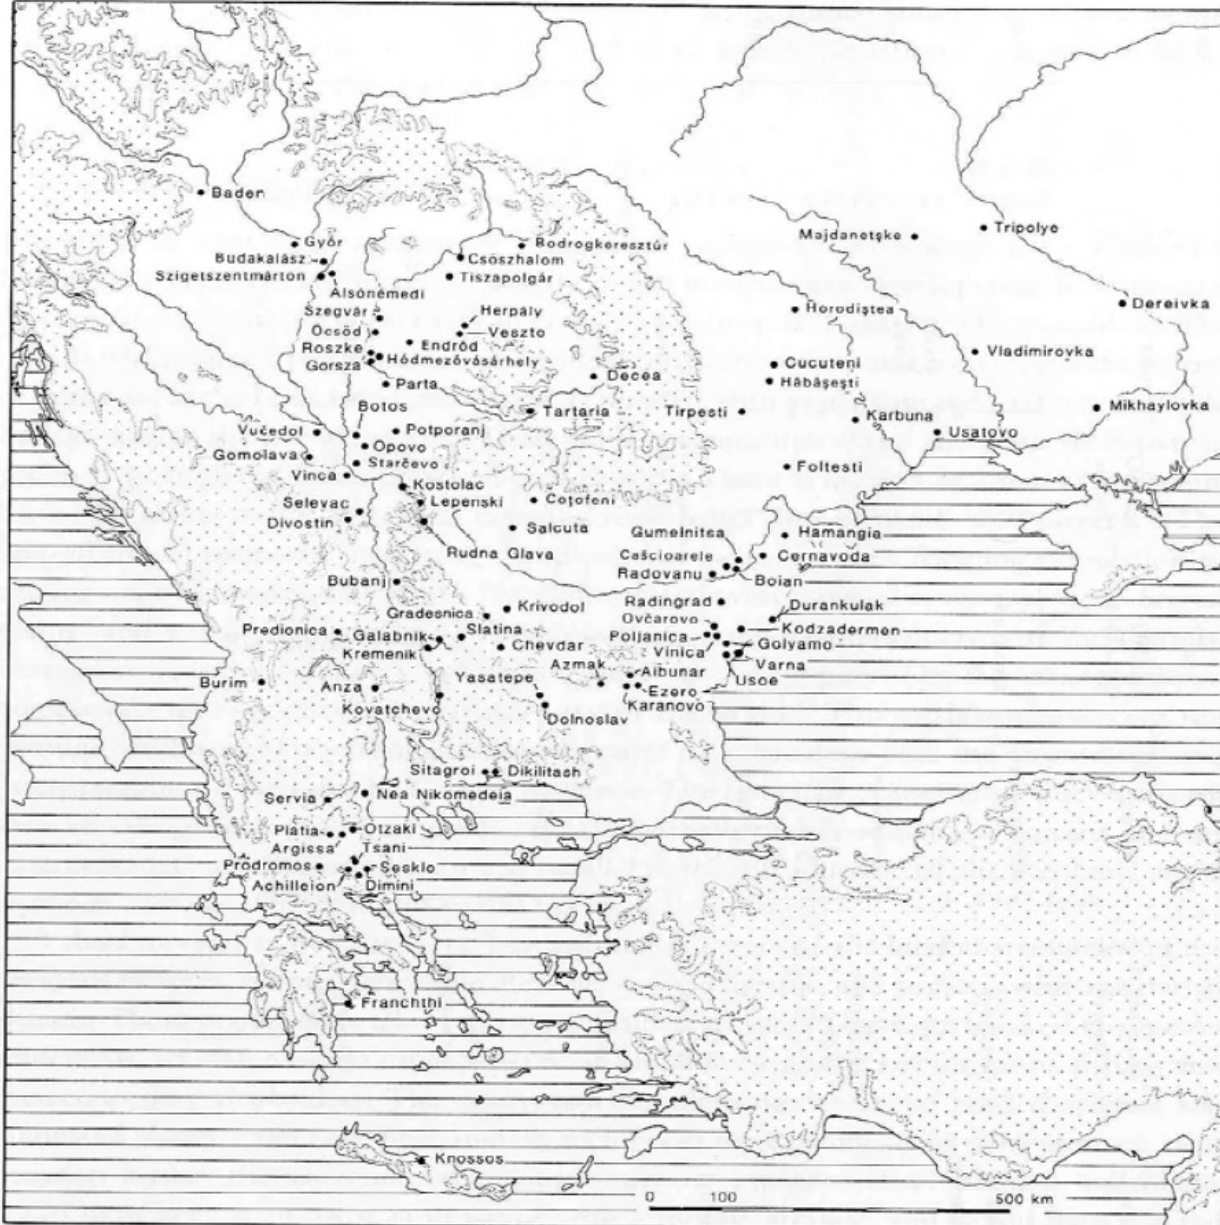 Baden
Tripolye
Majdanetske
Győr
Bodrogkeresztúr
Budakalász
Csöszhalom
Szigetszentmárton
Tiszapolgár
Alsónémedi
Dereivka
Horodiştea
Szegvár
Herpály
Öcsöd
Veszto
Endrőd
Roszke
Hódmezővásárhely
Gorsza
Vladimirovka
Cucuteni
Decea
Hăbăşeşti
Parta
Botos
Tartaria
Tirpesti
Mikhaylovka
Karbuna
Vučedol
Potporanj
Usatovo
Opovo
Gomolava
Starčevo
Foltesti
Vinca
Kostolac
Lepenski
Coţofeni
Selevac
Divostin
Salcuta
Gumelnitsa
Hamangia
Rudna Glava
Cašcioarele
Cernavoda
Radovanu
Boian
Bubanj
Radingrad
Durankulak
Gradesnica
Krivodol
Ovčarovo
Kodzadermen
Predionica
Galabnik
Slatina
Poljanica
Golyamo
Kremenik
Chevdar
Vinica
Varna
Azmak
Aibunar
Usoe
Burim
Anza
Yasatepe
Ezero
Kovatchevo
Karanovo
Dolnoslav
Sitagroi
Dikilitash
Nea Nikomedeia
Servia
Platia
Otzaki
Argissa
Tsani
Prodromos
Sesklo
Achilleion
Dimini
Franchthi
Knossos
0 100 500 km